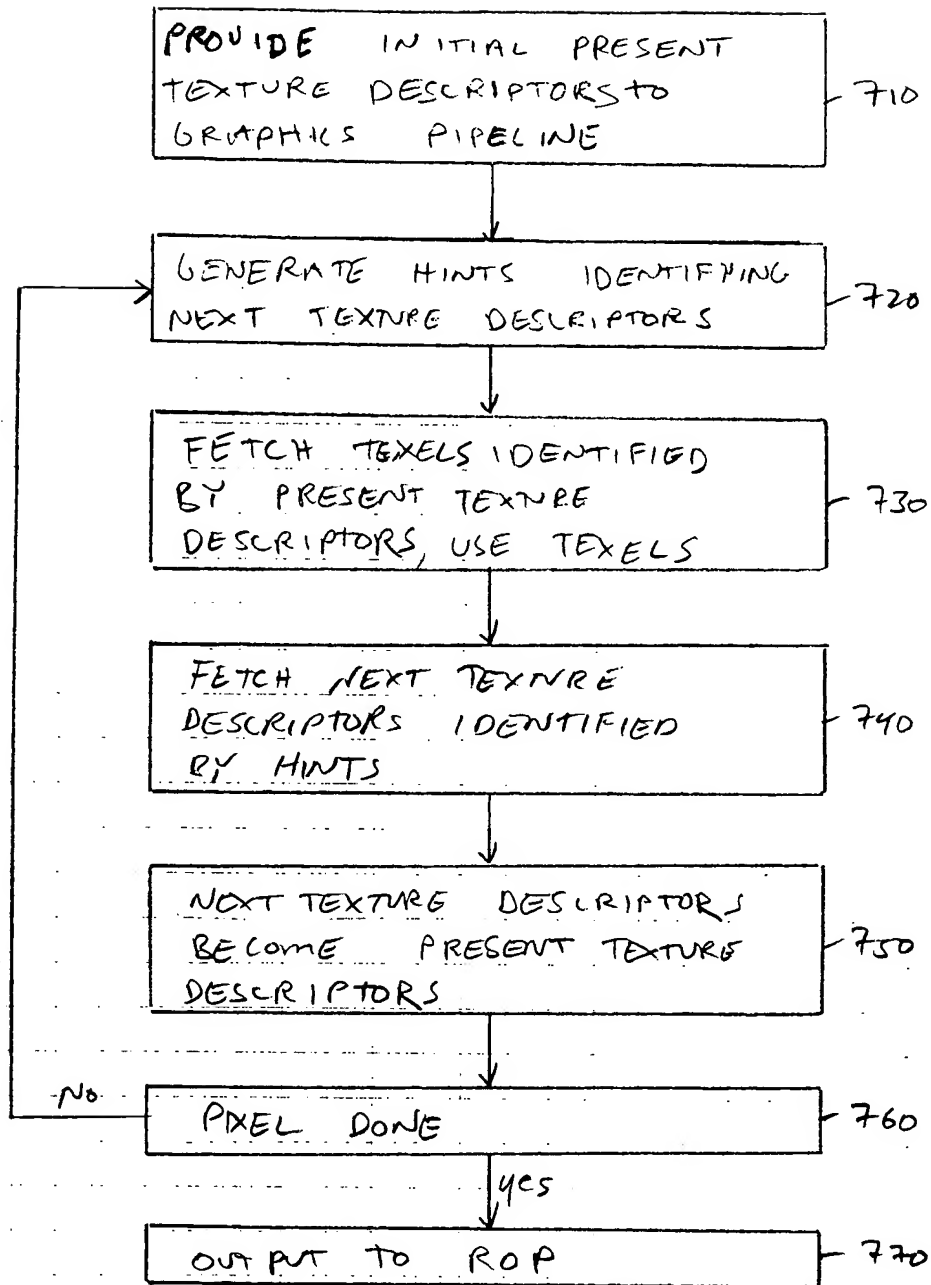 PROVIDE INITIAL PRESENT
TEXTURE DESCRIPTORS to
GRAPHICS PIPELINE
710
GENERATE HINTS IDENTIFYING
NEXT TEXTURE DESCRIPTORS
720
FETCH TEXELS IDENTIFIED
BY PRESENT TEXTURE
DESCRIPTORS, USE TEXELS
730
FETCH NEXT TEXTURE
DESCRIPTORS IDENTIFIED
BY HINTS
740
NEXT TEXTURE DESCRIPTORS
BECOME PRESENT TEXTURE
DESCRIPTORS
750
No
PIXEL DONE
760
yes
OUTPUT TO ROP
770